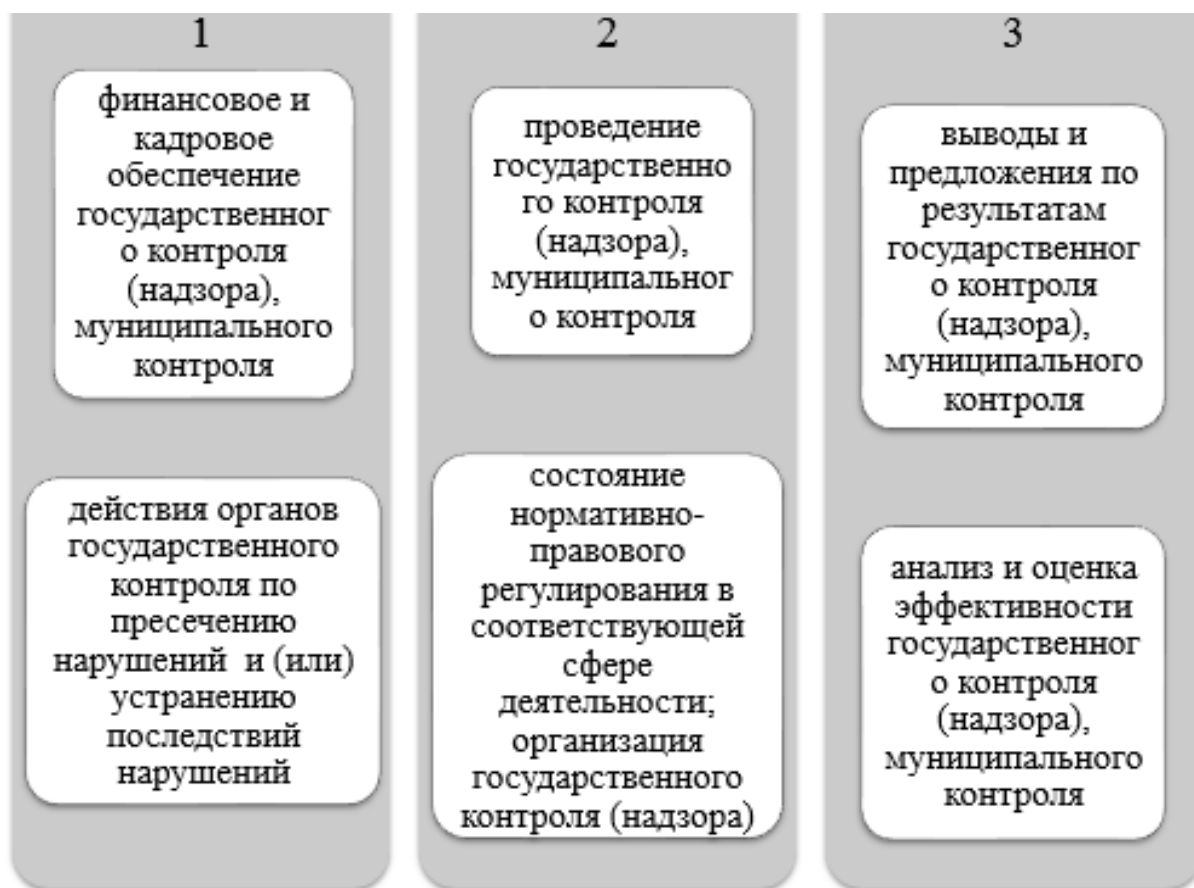 1
финансовое и
кадровое
обеспечение
государственног
о контроля
(надзора),
муниципального
контроля
действия органов
государственного
контроля по
пресечению
нарушений и (или)
устранению
последствий
нарушений
2
проведение
государственно
го контроля
(надзора),
муниципальног
о контроля
состояние
нормативно-
правового
регулирования в
соответствующей
сфере
деятельности;
организация
государственного
контроля (надзора)
3
выводы и
предложения по
результатам
государственног
о контроля
(надзора),
муниципального
контроля
анализ и оценка
эффективности
государственног
о контроля
(надзора),
муниципального
контроля